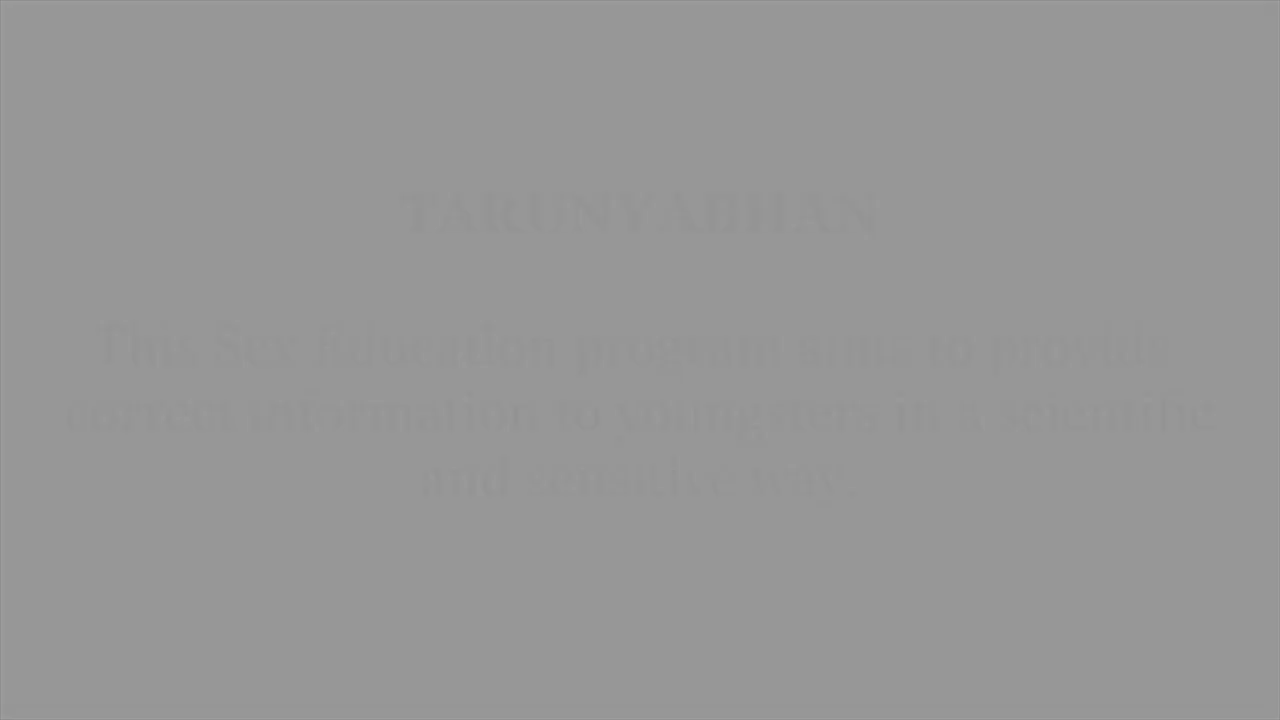 TARUNYABHAN
This Sex Education program aims to provide
correct information to youngsters in a scientific
and sensitive way.